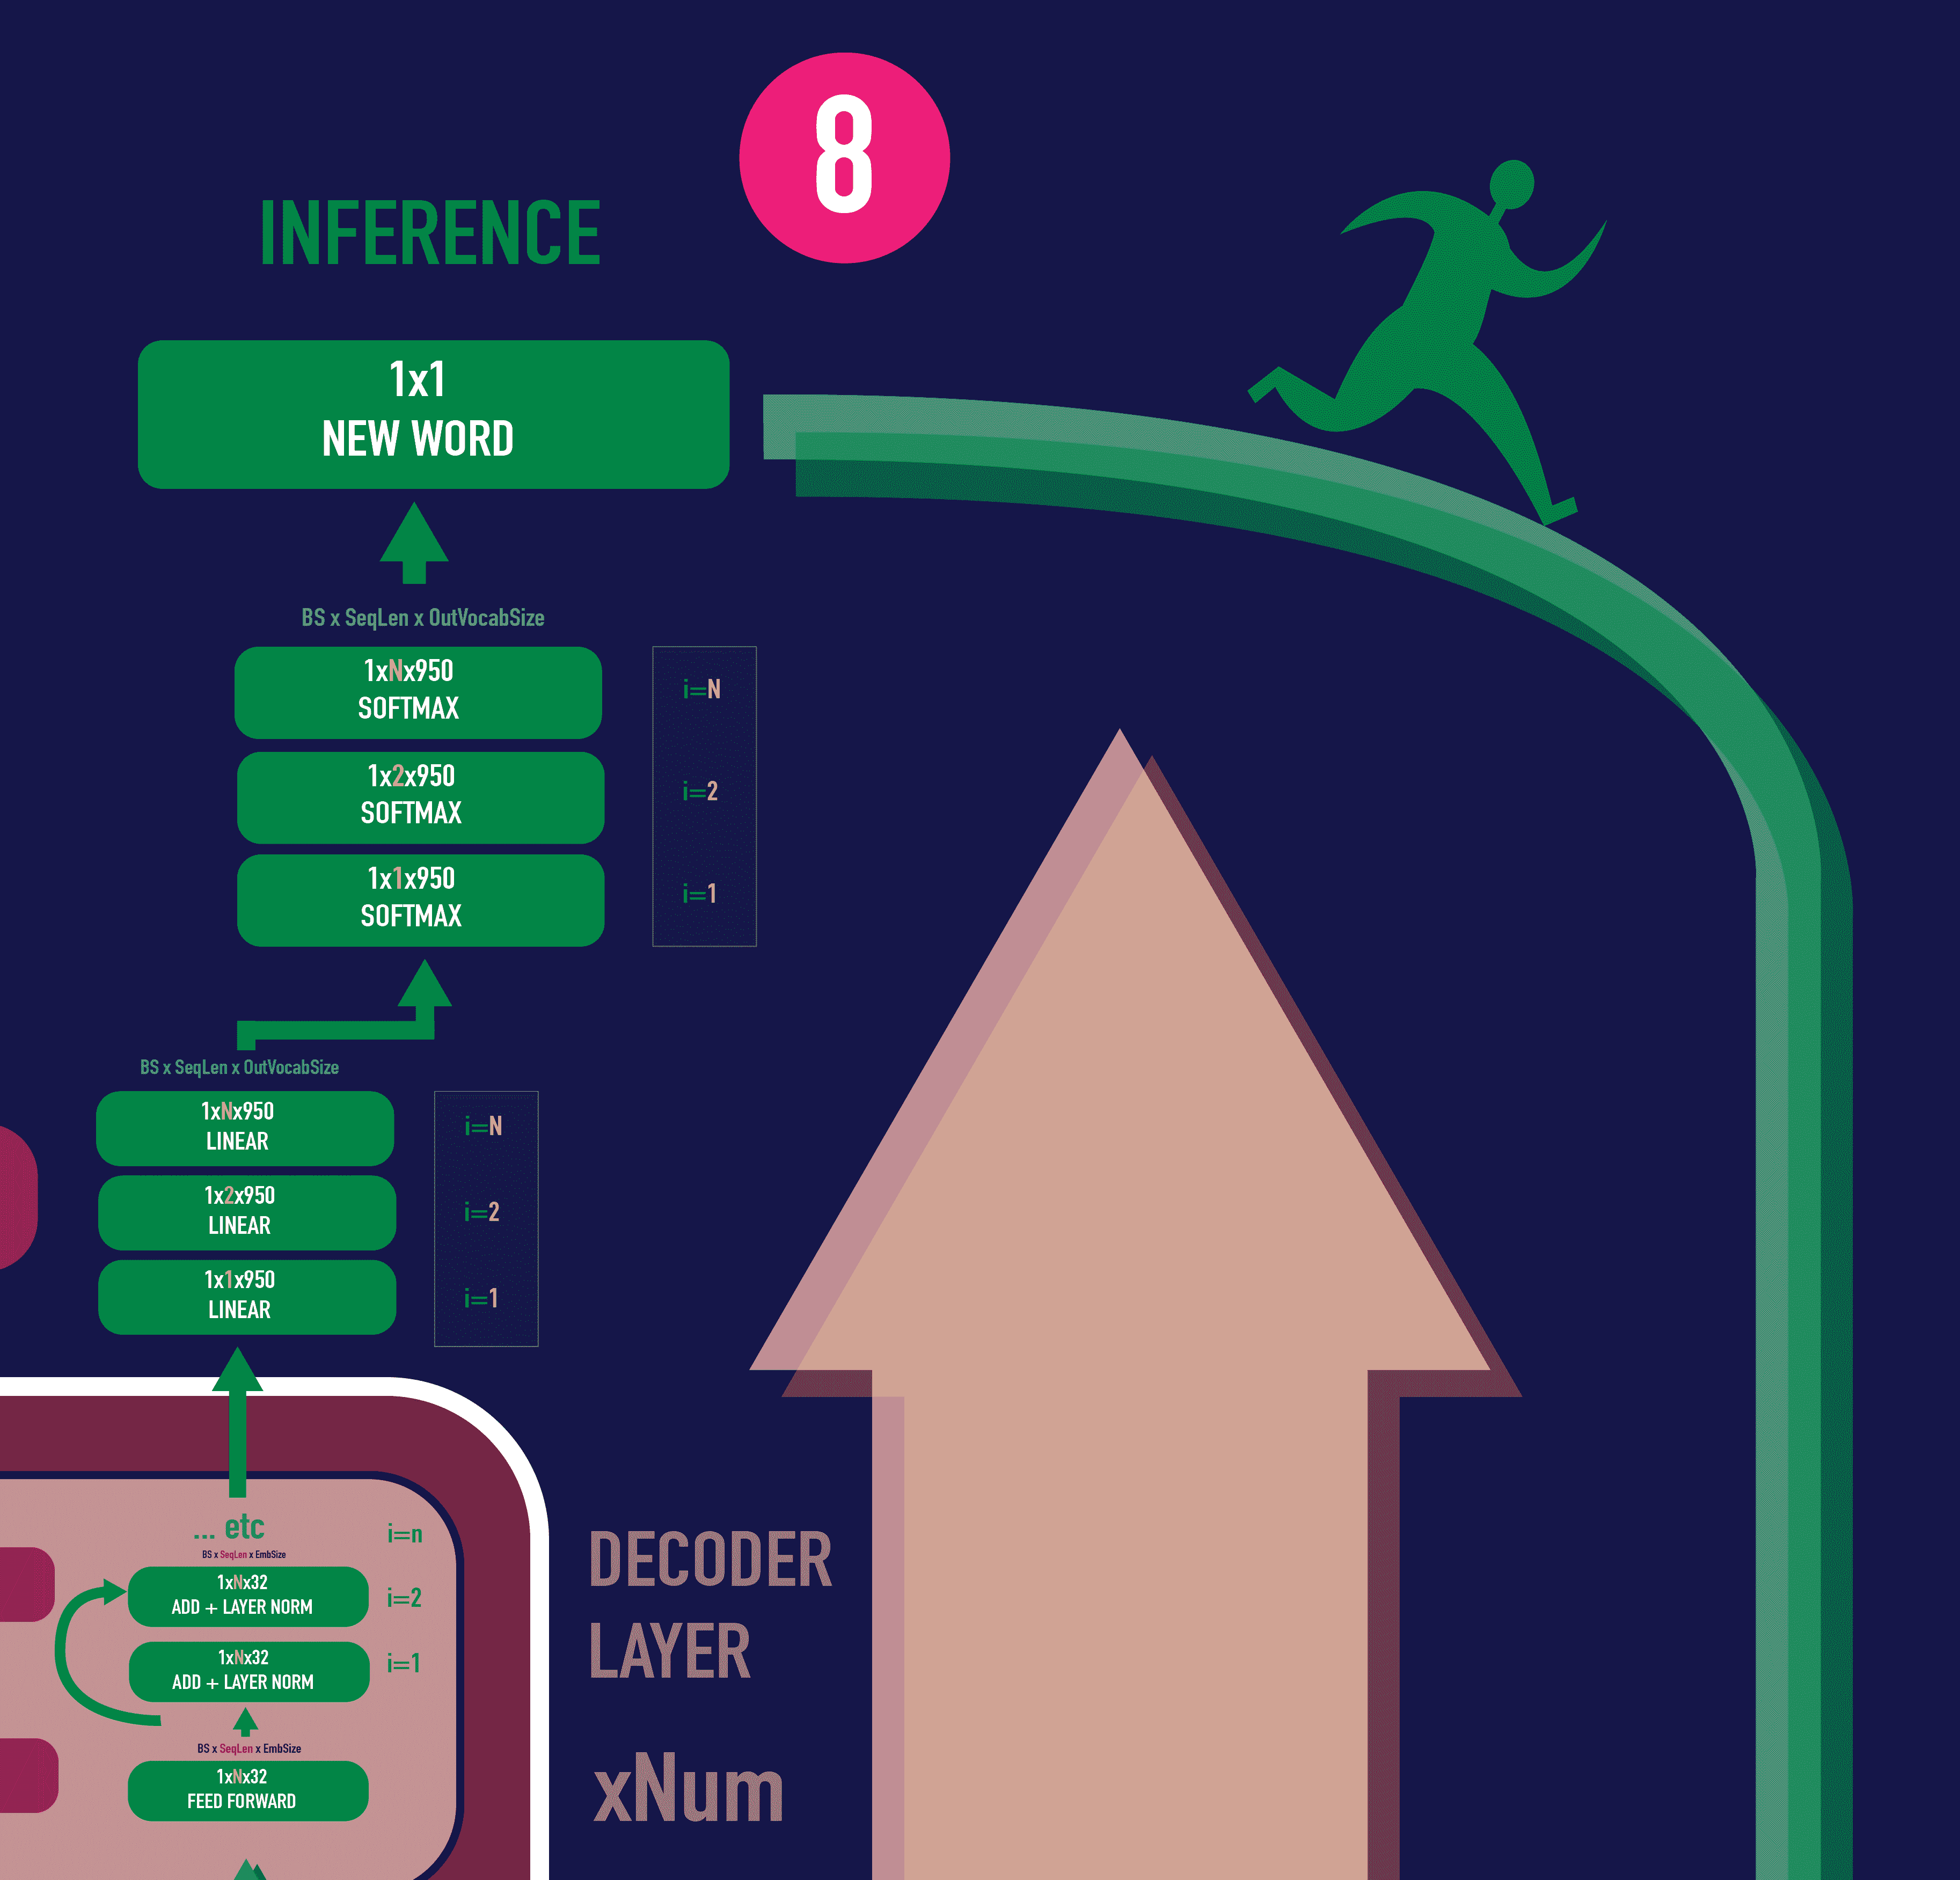 8
INFERENCE
1x1
NEW WORD
BS x SeqLen x OutVocabSize
1xNx950
SOFTMAX
i=N
1x2x950
SOFTMAX
i=2
1x1x950
SOFTMAX
i=1
BS x SeqLen x OutVocabSize
1xNx950
LINEAR
i=N
1x2x950
LINEAR
i=2
1x1x950
LINEAR
i=1
... etc
i=n
BS x SeqLen x EmbSize
1xNx32
ADD + LAYER NORM
i=2
1xNx32
ADD + LAYER NORM
i=1
BS x SeqLen x EmbSize
1xNx32
FEED FORWARD
DECODER
LAYER
xNum